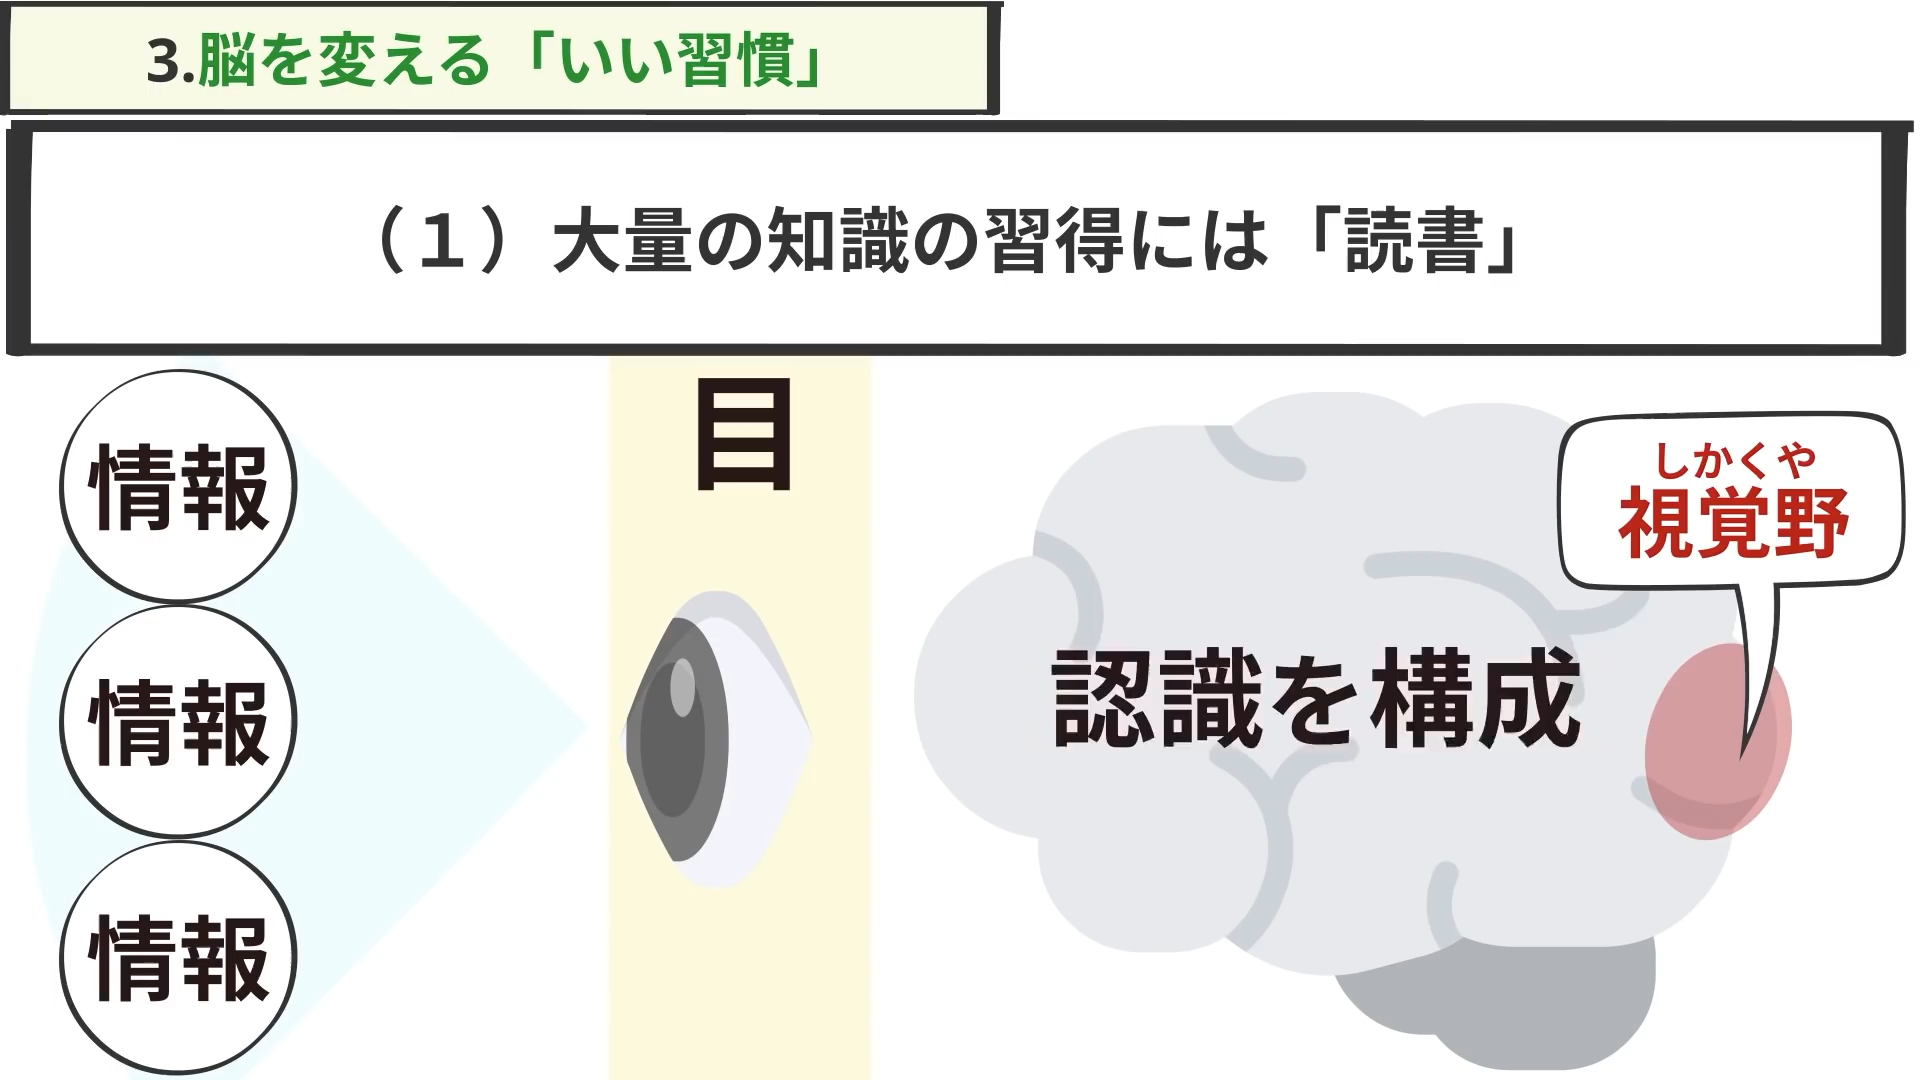 3.脳を変える「いい習慣」
（１）大量の知識の習得には「読書」
情報
情報
情報
目
認識を構成
しかくや
視覚野